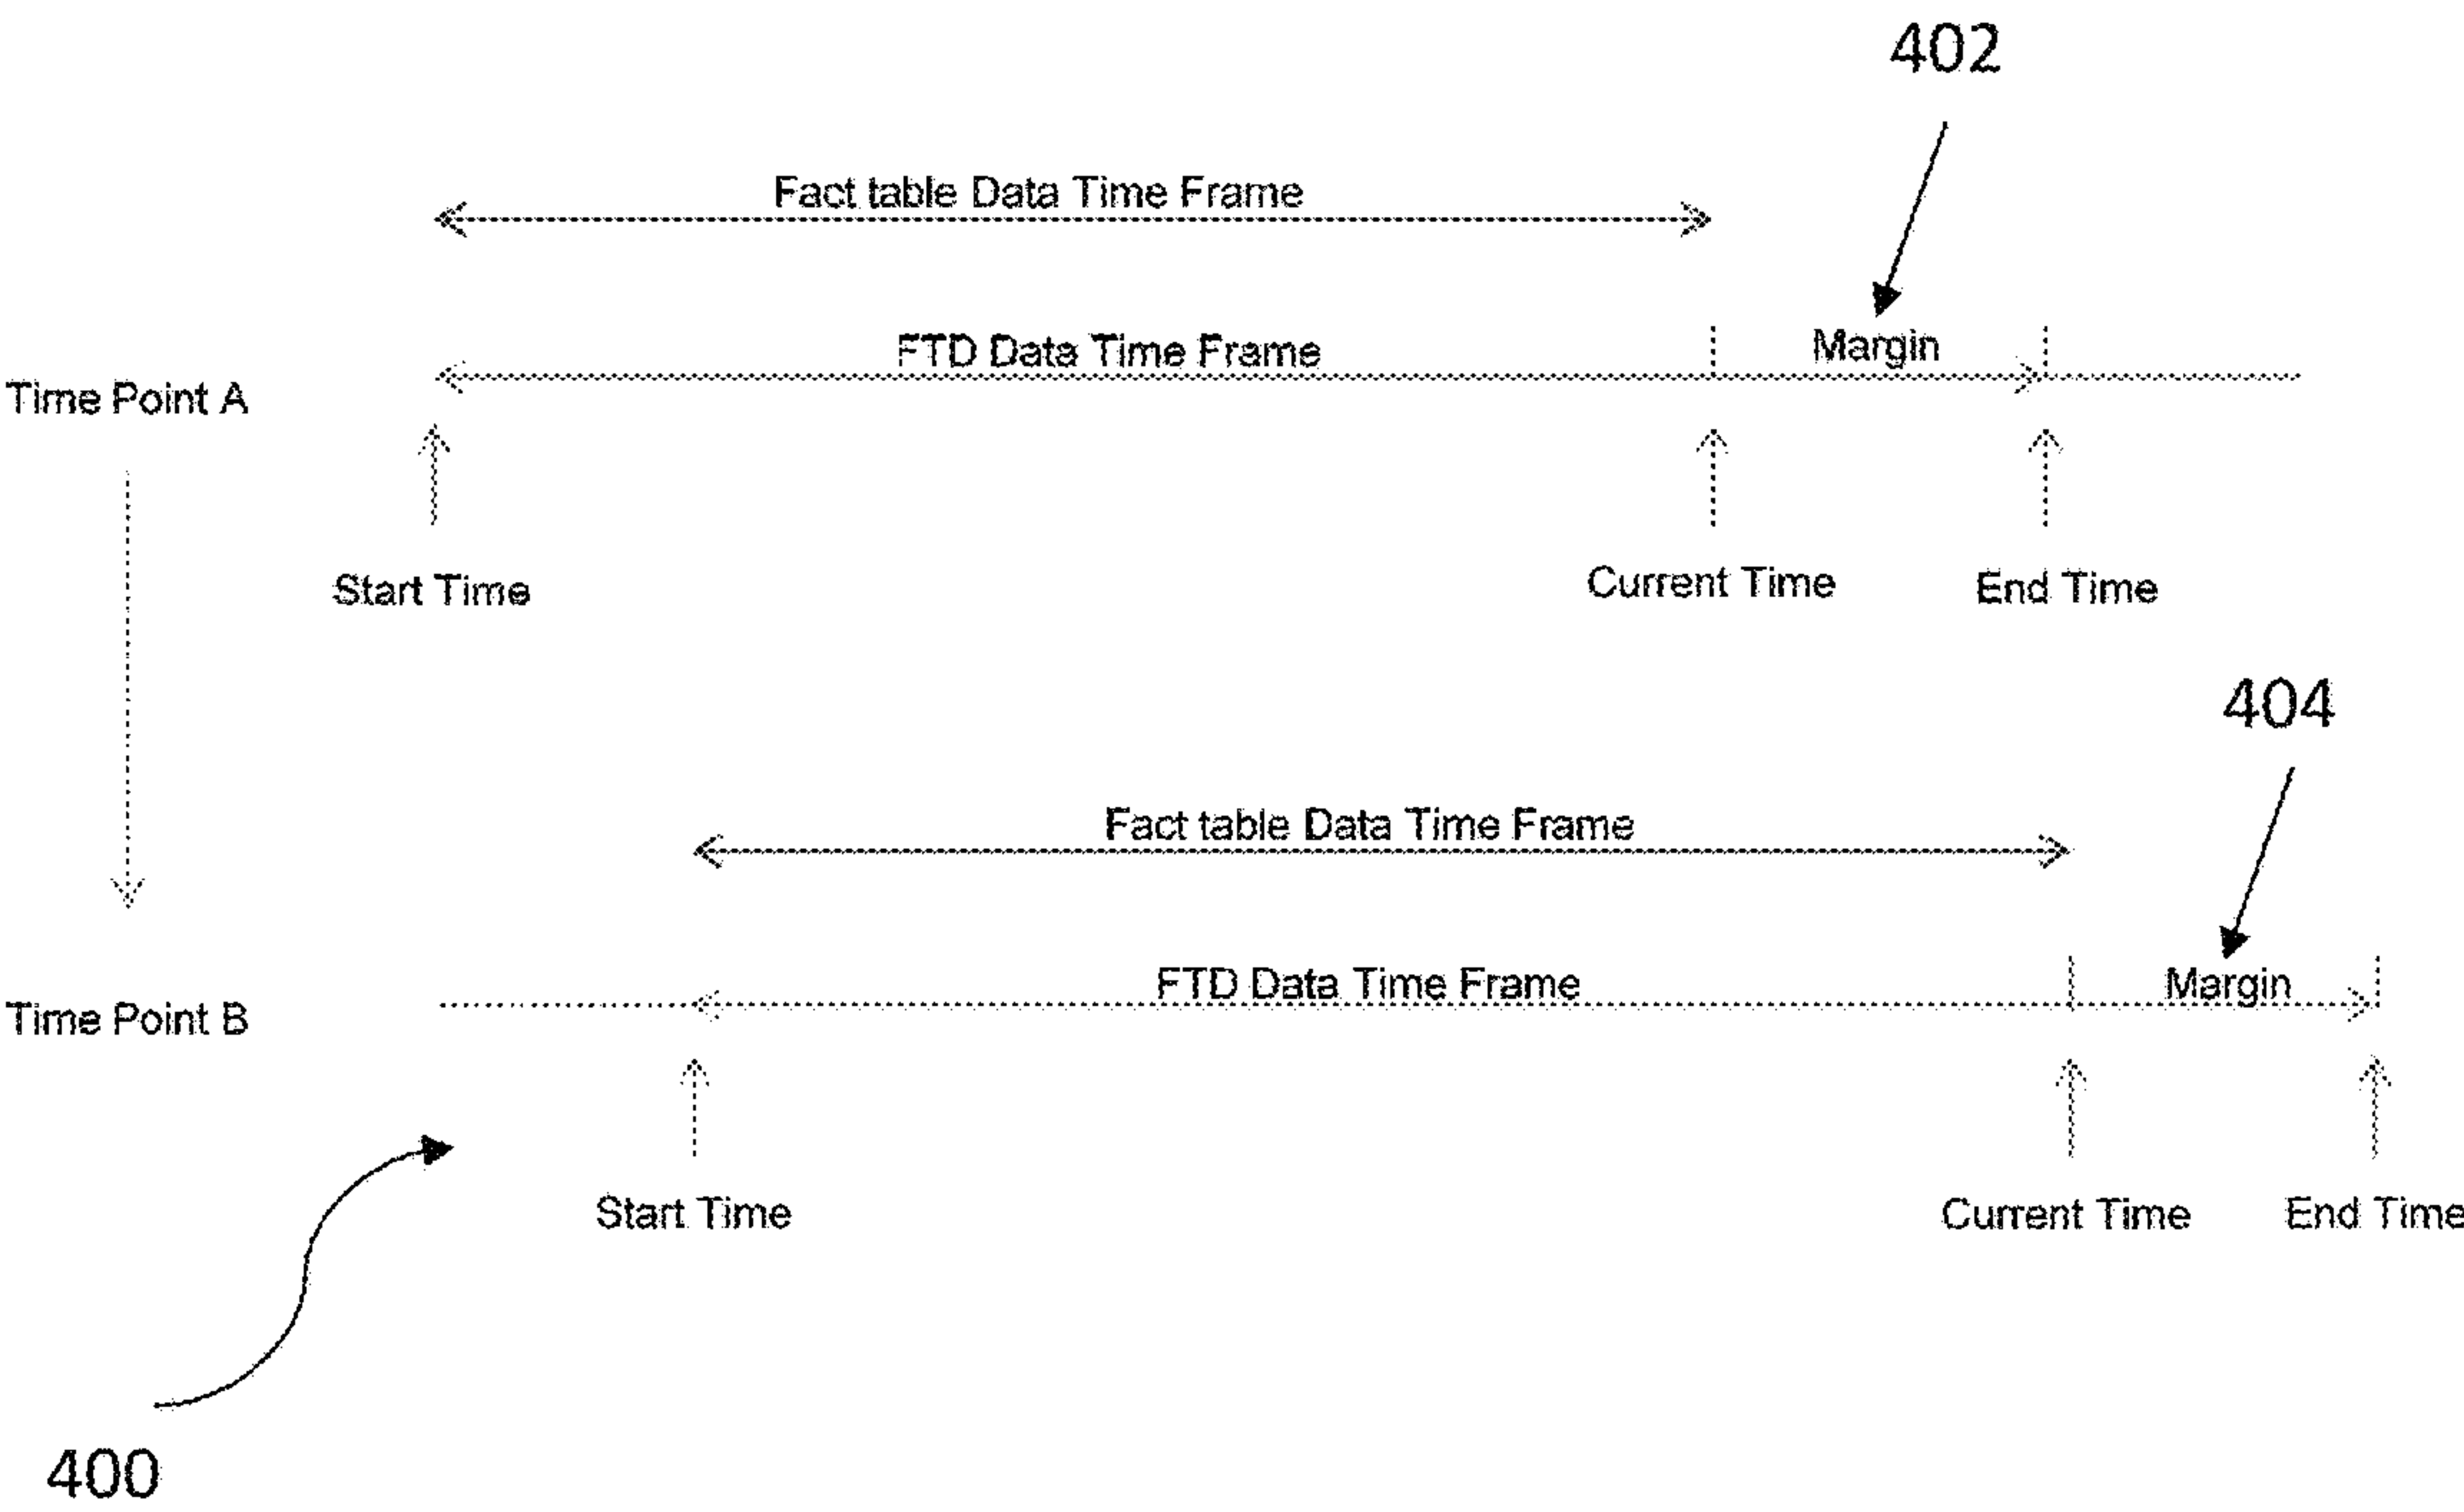 402
Fact table Data Time Frame
FTD Data Time Frame
Margin
Time Point A
Start Time
Current Time
End Time
404
Fact table Data Time Frame
FTD Data Time Frame
Margin
Time Point B
Start Time
Current Time
End Time
400